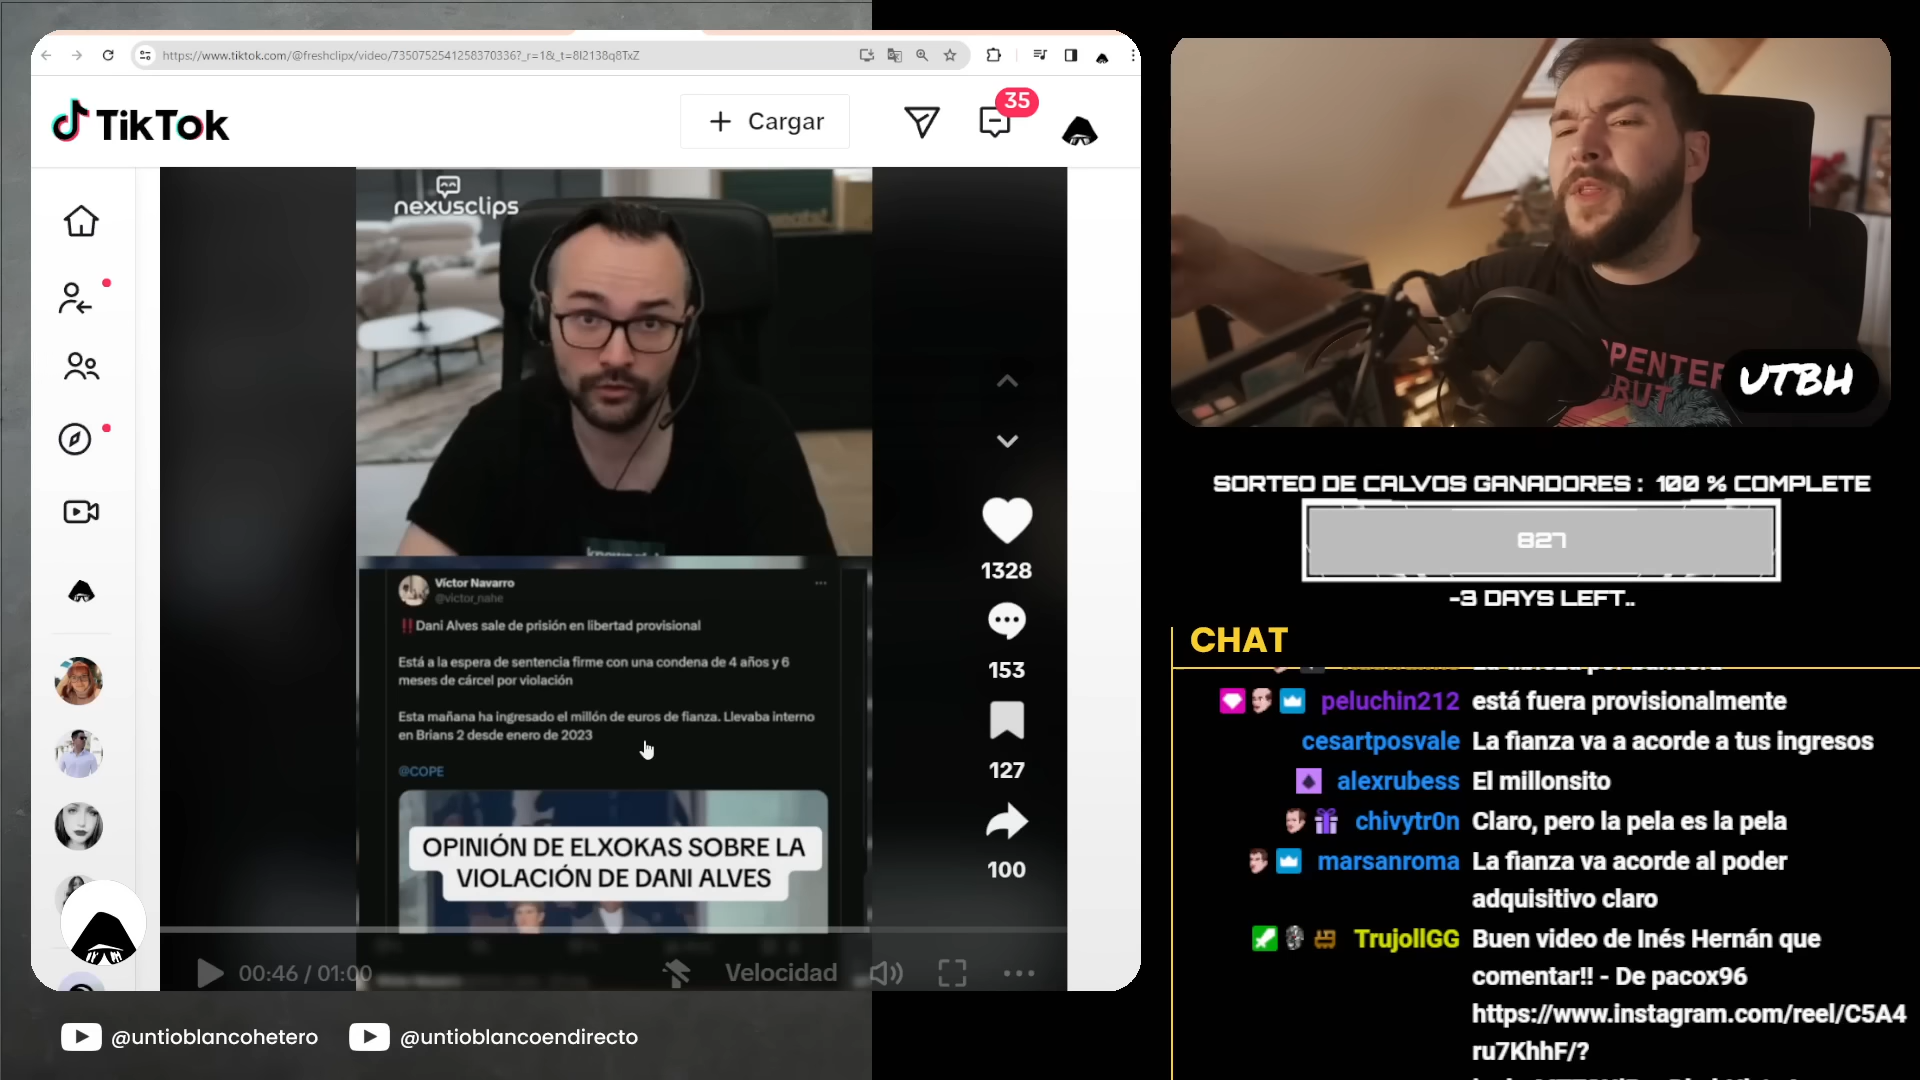 https://www.tiktok.com/@freshclipx/video/7350752541258370336?_r=1&_t=8l2138q8TxZ
TikTok
Cargar
35
nexusclips
Víctor Navarro
@victor_nahe
‼️Dani Alves sale de prisión en libertad provisional
Está a la espera de sentencia firme con una condena de 4 años y 6
meses de cárcel por violación
Esta mañana ha ingresado el millón de euros de fianza. Llevaba interno
en Brians 2 desde enero de 2023
@COPE
OPINIÓN DE ELXOKAS SOBRE LA
VIOLACIÓN DE DANI ALVES
1328
153
127
100
00:46 / 01:00
Velocidad
@untioblancohetero
@untioblancoendirecto
UTBH
SORTEO DE CALVOS GANADORES : 100 % COMPLETE
827
-3 DAYS LEFT..
CHAT
peluchin212 está fuera provisionalmente
cesartposvale La fianza va a acorde a tus ingresos
alexrubess El millonsito
chivytr0n Claro, pero la pela es la pela
marsanroma La fianza va acorde al poder
adquisitivo claro
TrujollGG Buen video de Inés Hernán que
comentar!! - De pacox96
https://www.instagram.com/reel/C5A4
ru7KhhF/?